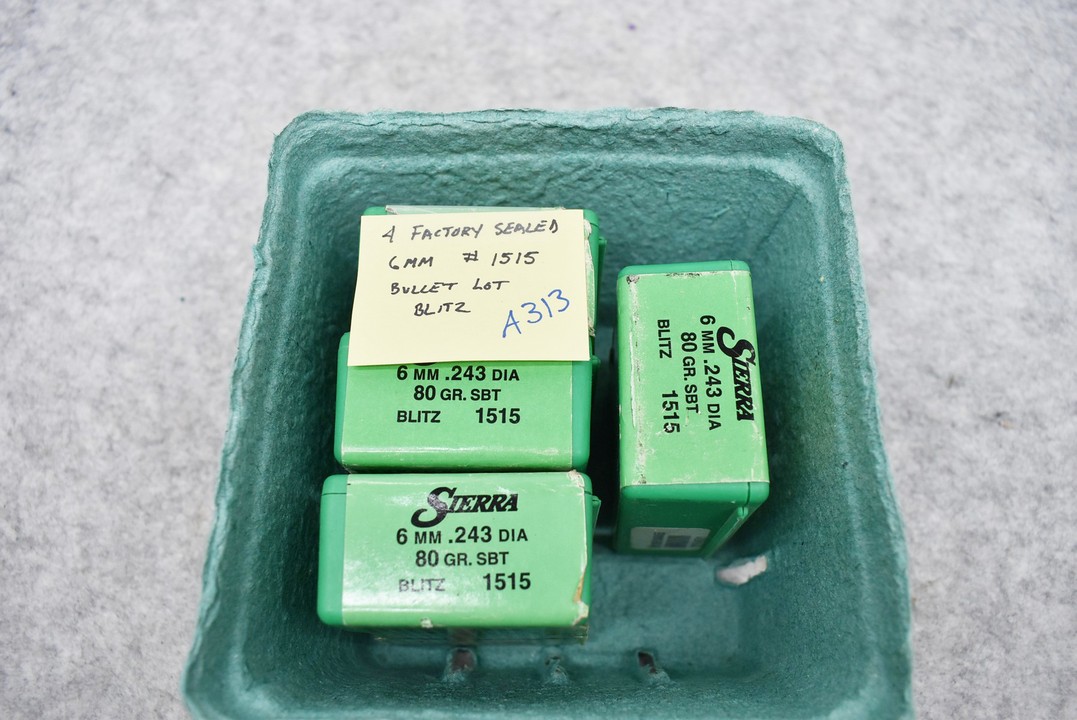 4 FACTORY SEALED
6MM # 1515
BULLET LOT
BLITZ
A313
6 MM .243 DIA
80 GR. SBT
BLITZ 1515
SIERRA
6 MM .243 DIA
80 GR. SBT
BLITZ 1515
SIERRA
6 MM .243 DIA
80 GR. SBT
BLITZ 1515